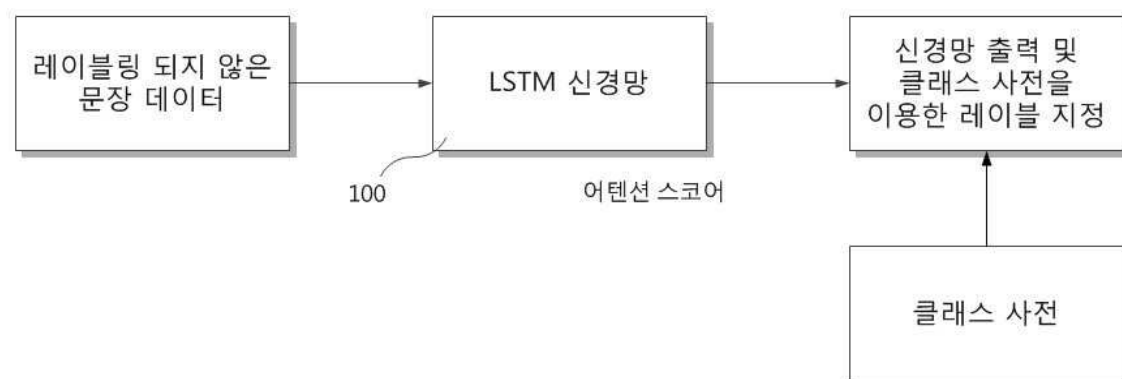 레이블링 되지 않은
문장 데이터
LSTM 신경망
신경망 출력 및
클래스 사전을
이용한 레이블 지정
100
어텐션 스코어
클래스 사전